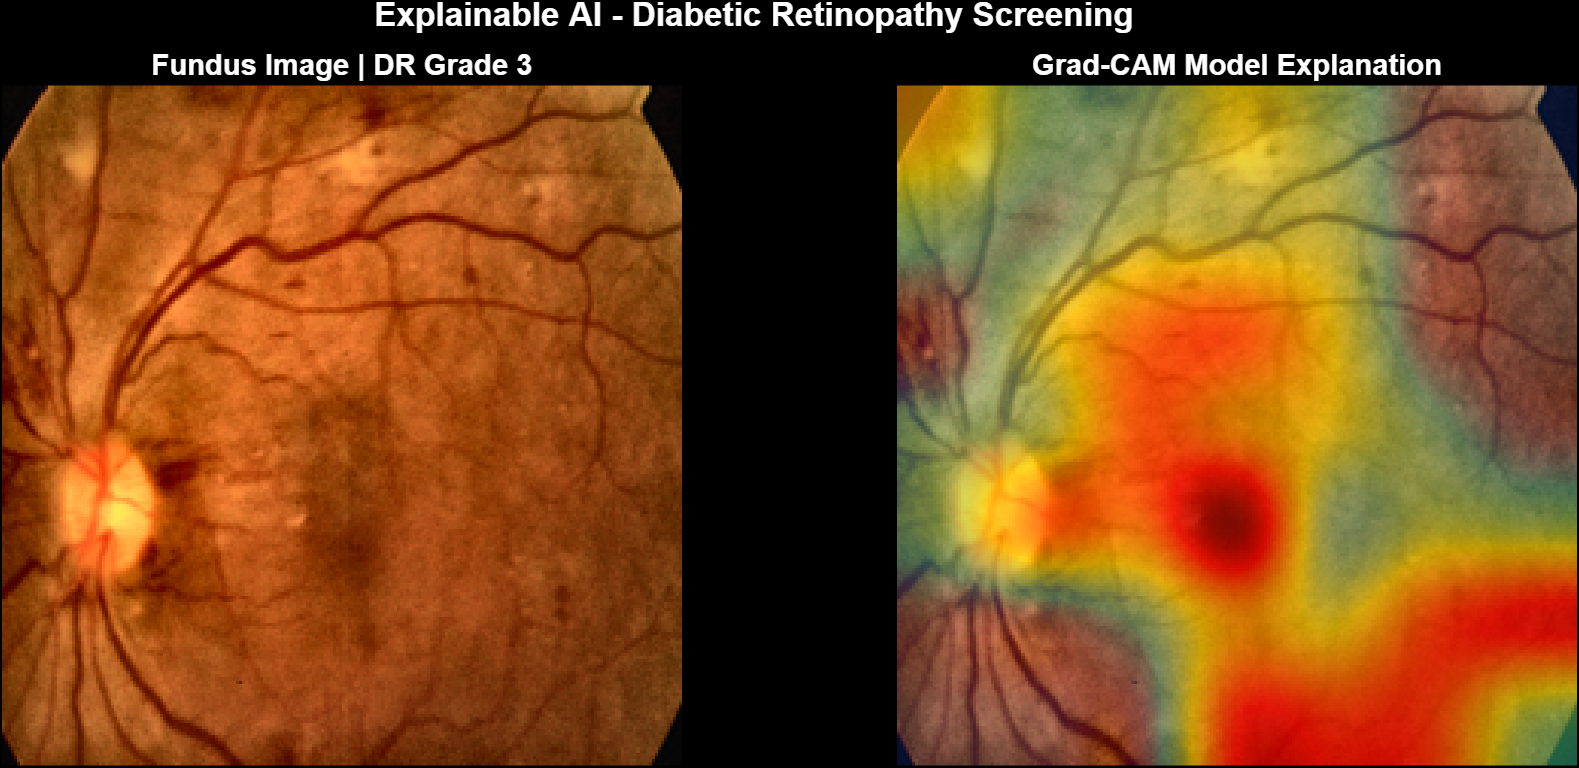 Explainable AI - Diabetic Retinopathy Screening
Fundus Image | DR Grade 3
Grad-CAM Model Explanation